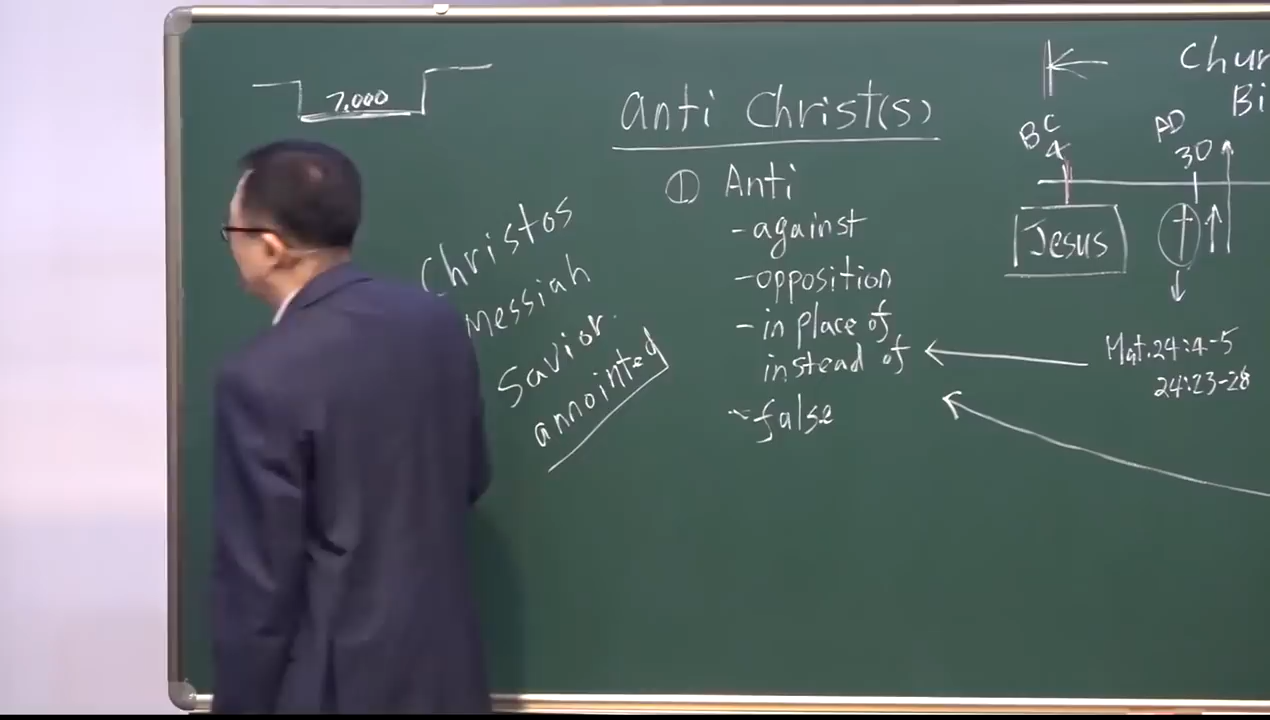 7.000
anti Christ(s)
① Anti
- against
- opposition
- in place of
instead of
- false
Christos
Messiah
Savior.
annointed
Chur
Bi
BC
4
AD
30
Jesus
Mat. 24:4-5
24:23-28